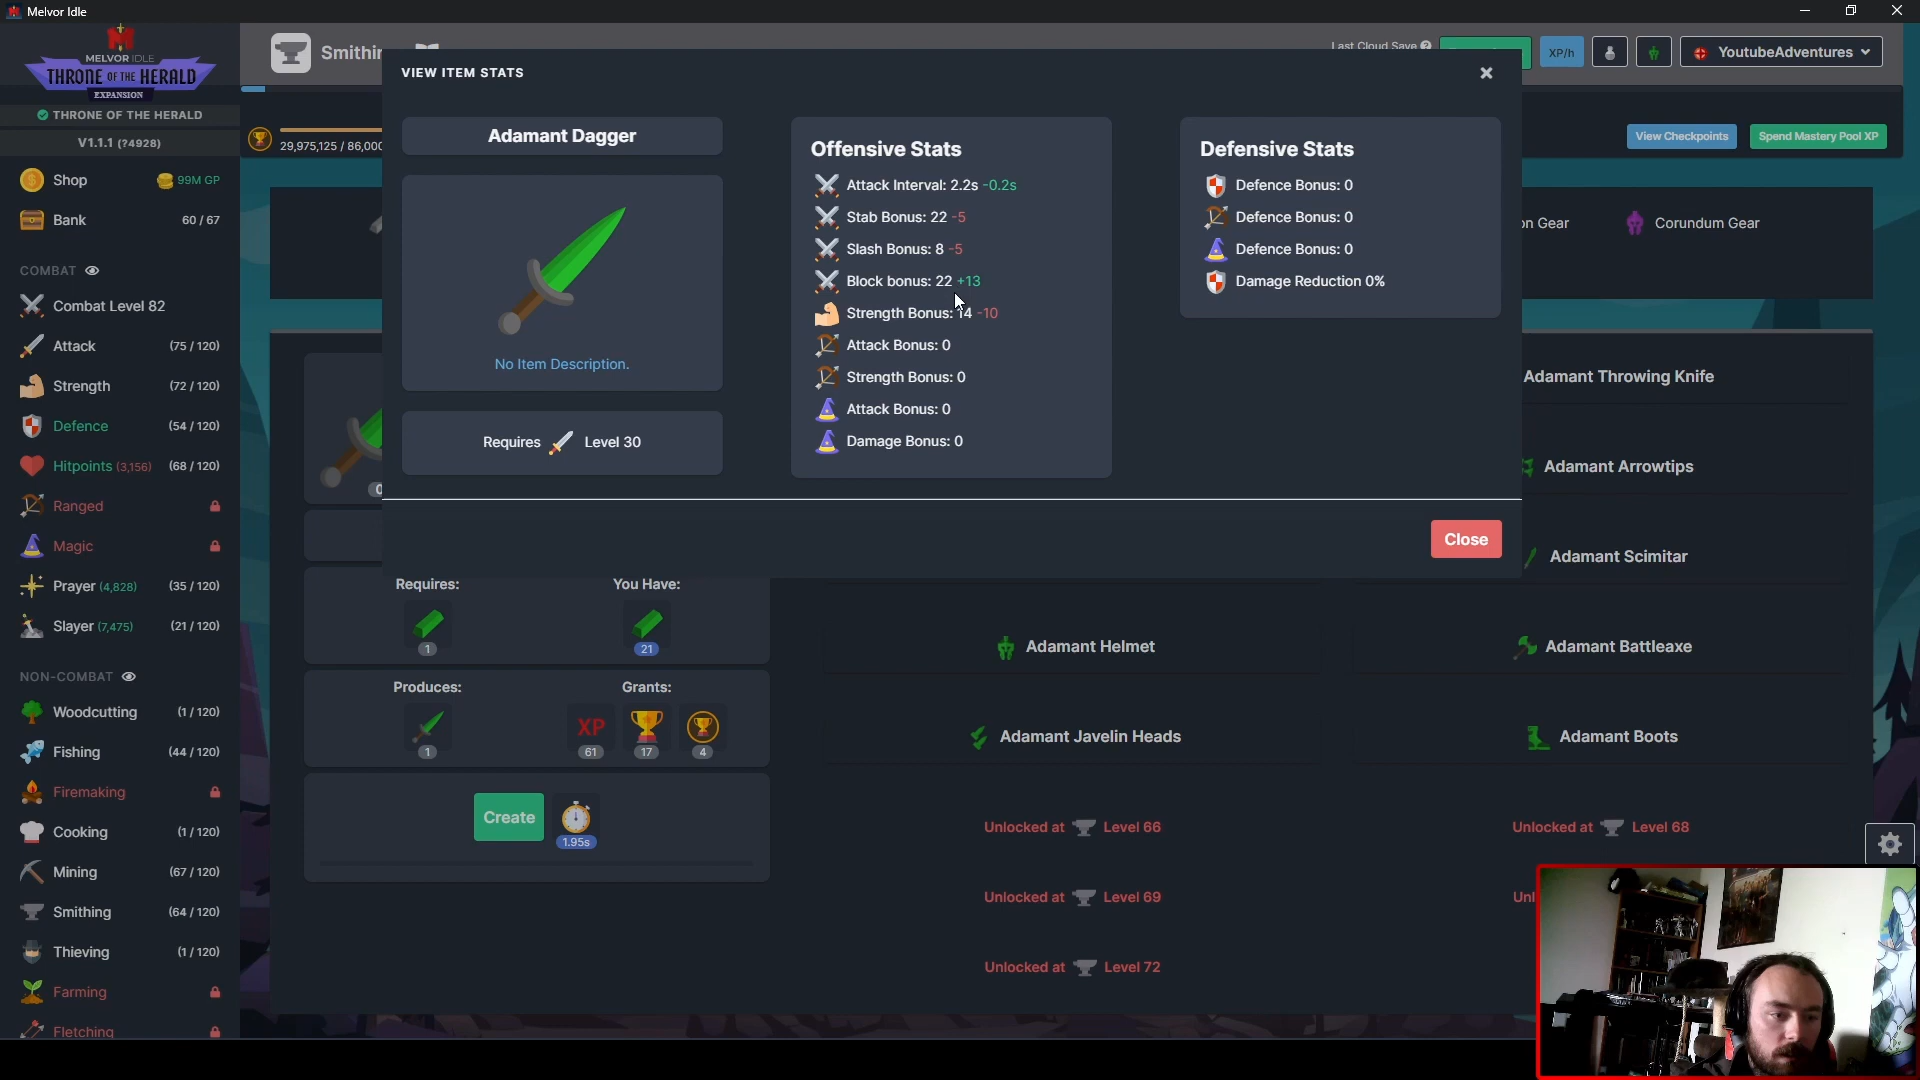 Melvor Idle
MELVOR IDLE
THRONE OF THE HERALD
EXPANSION
THRONE OF THE HERALD
V1.1.1 (?4928)
Shop 99M GP
Bank 60 / 67
COMBAT
Combat Level 82
Attack (75 / 120)
Strength (72 / 120)
Defence (54 / 120)
Hitpoints (3,156) (68 / 120)
Ranged
Magic
Prayer (4,828) (35 / 120)
Slayer (7,475) (21 / 120)
NON-COMBAT
Woodcutting (1 / 120)
Fishing (44 / 120)
Firemaking
Cooking (1 / 120)
Mining (67 / 120)
Smithing (64 / 120)
Thieving (1 / 120)
Farming
Fletching
Smithin
Last Cloud Save
XP/h
YoutubeAdventures
29,975,125 / 86,000
View Checkpoints
Spend Mastery Pool XP
on Gear
Corundum Gear
VIEW ITEM STATS
Adamant Dagger
No Item Description.
Requires Level 30
Offensive Stats
Attack Interval: 2.2s -0.2s
Stab Bonus: 22 -5
Slash Bonus: 8 -5
Block bonus: 22 +13
Strength Bonus: 14 -10
Attack Bonus: 0
Strength Bonus: 0
Attack Bonus: 0
Damage Bonus: 0
Defensive Stats
Defence Bonus: 0
Defence Bonus: 0
Defence Bonus: 0
Damage Reduction 0%
Close
Requires:
1
You Have:
21
Produces:
1
Grants:
XP
61
17
4
Create
1.95s
Adamant Throwing Knife
Adamant Arrowtips
Adamant Scimitar
Adamant Helmet
Adamant Battleaxe
Adamant Javelin Heads
Adamant Boots
Unlocked at Level 66
Unlocked at Level 68
Unlocked at Level 69
Unl
Unlocked at Level 72